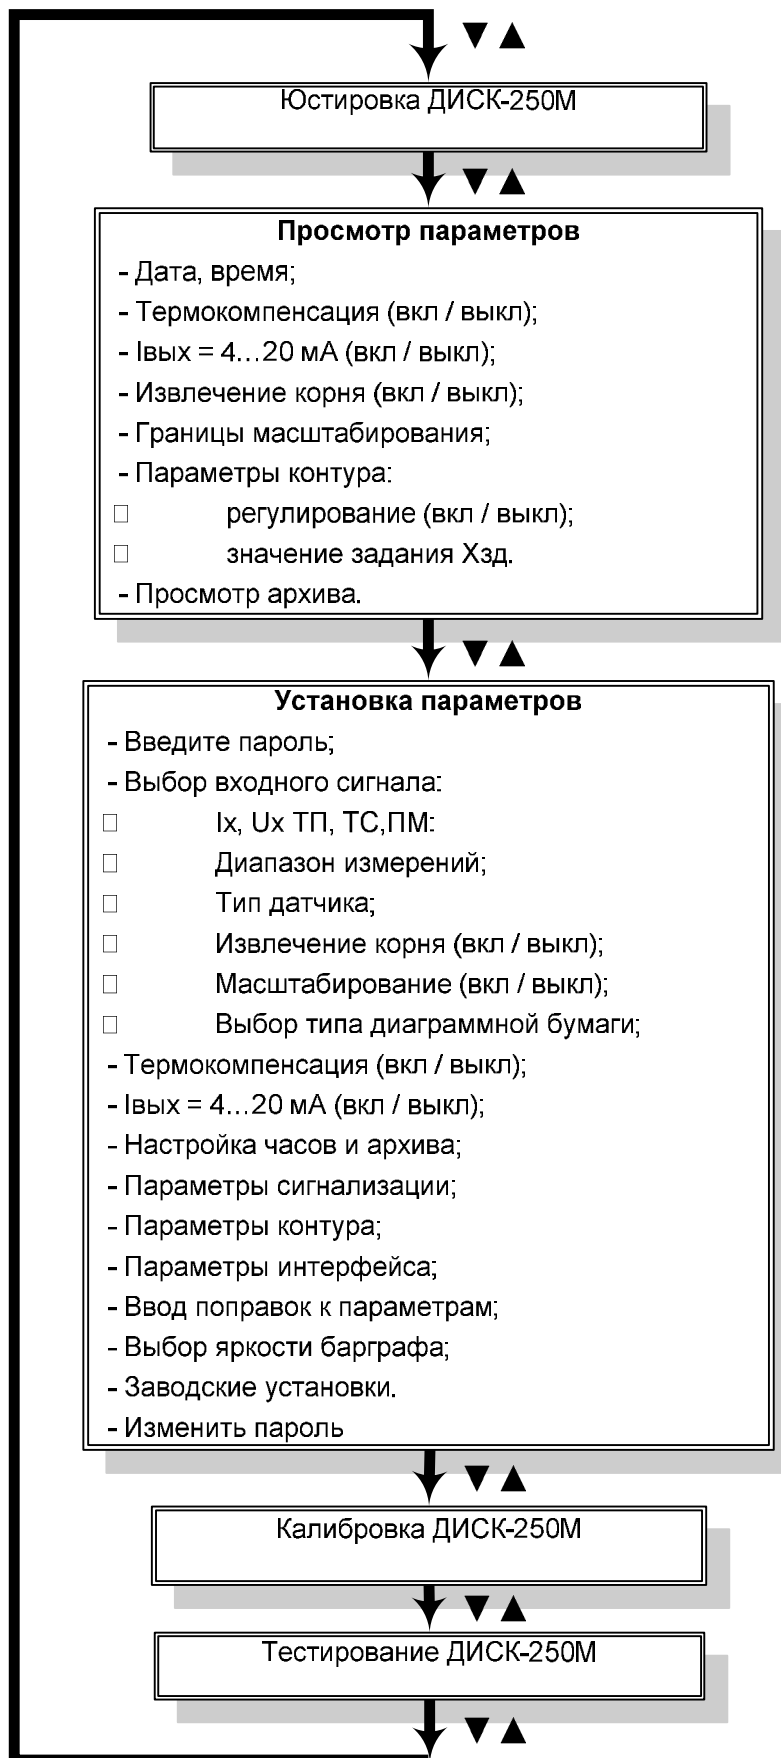 ▼▲
Юстировка ДИСК-250М
▼▲
Просмотр параметров
- Дата, время;
- Термокомпенсация (вкл / выкл);
- Iвых = 4...20 мА (вкл / выкл);
- Извлечение корня (вкл / выкл);
- Границы масштабирования;
- Параметры контура:
□ регулирование (вкл / выкл);
□ значение задания Хзд.
- Просмотр архива.
▼▲
Установка параметров
- Введите пароль;
- Выбор входного сигнала:
□ Ix, Ux ТП, ТС,ПМ:
□ Диапазон измерений;
□ Тип датчика;
□ Извлечение корня (вкл / выкл);
□ Масштабирование (вкл / выкл);
□ Выбор типа диаграммной бумаги;
- Термокомпенсация (вкл / выкл);
- Iвых = 4...20 мА (вкл / выкл);
- Настройка часов и архива;
- Параметры сигнализации;
- Параметры контура;
- Параметры интерфейса;
- Ввод поправок к параметрам;
- Выбор яркости барграфа;
- Заводские установки.
- Изменить пароль
▼▲
Калибровка ДИСК-250М
▼▲
Тестирование ДИСК-250М
▼▲